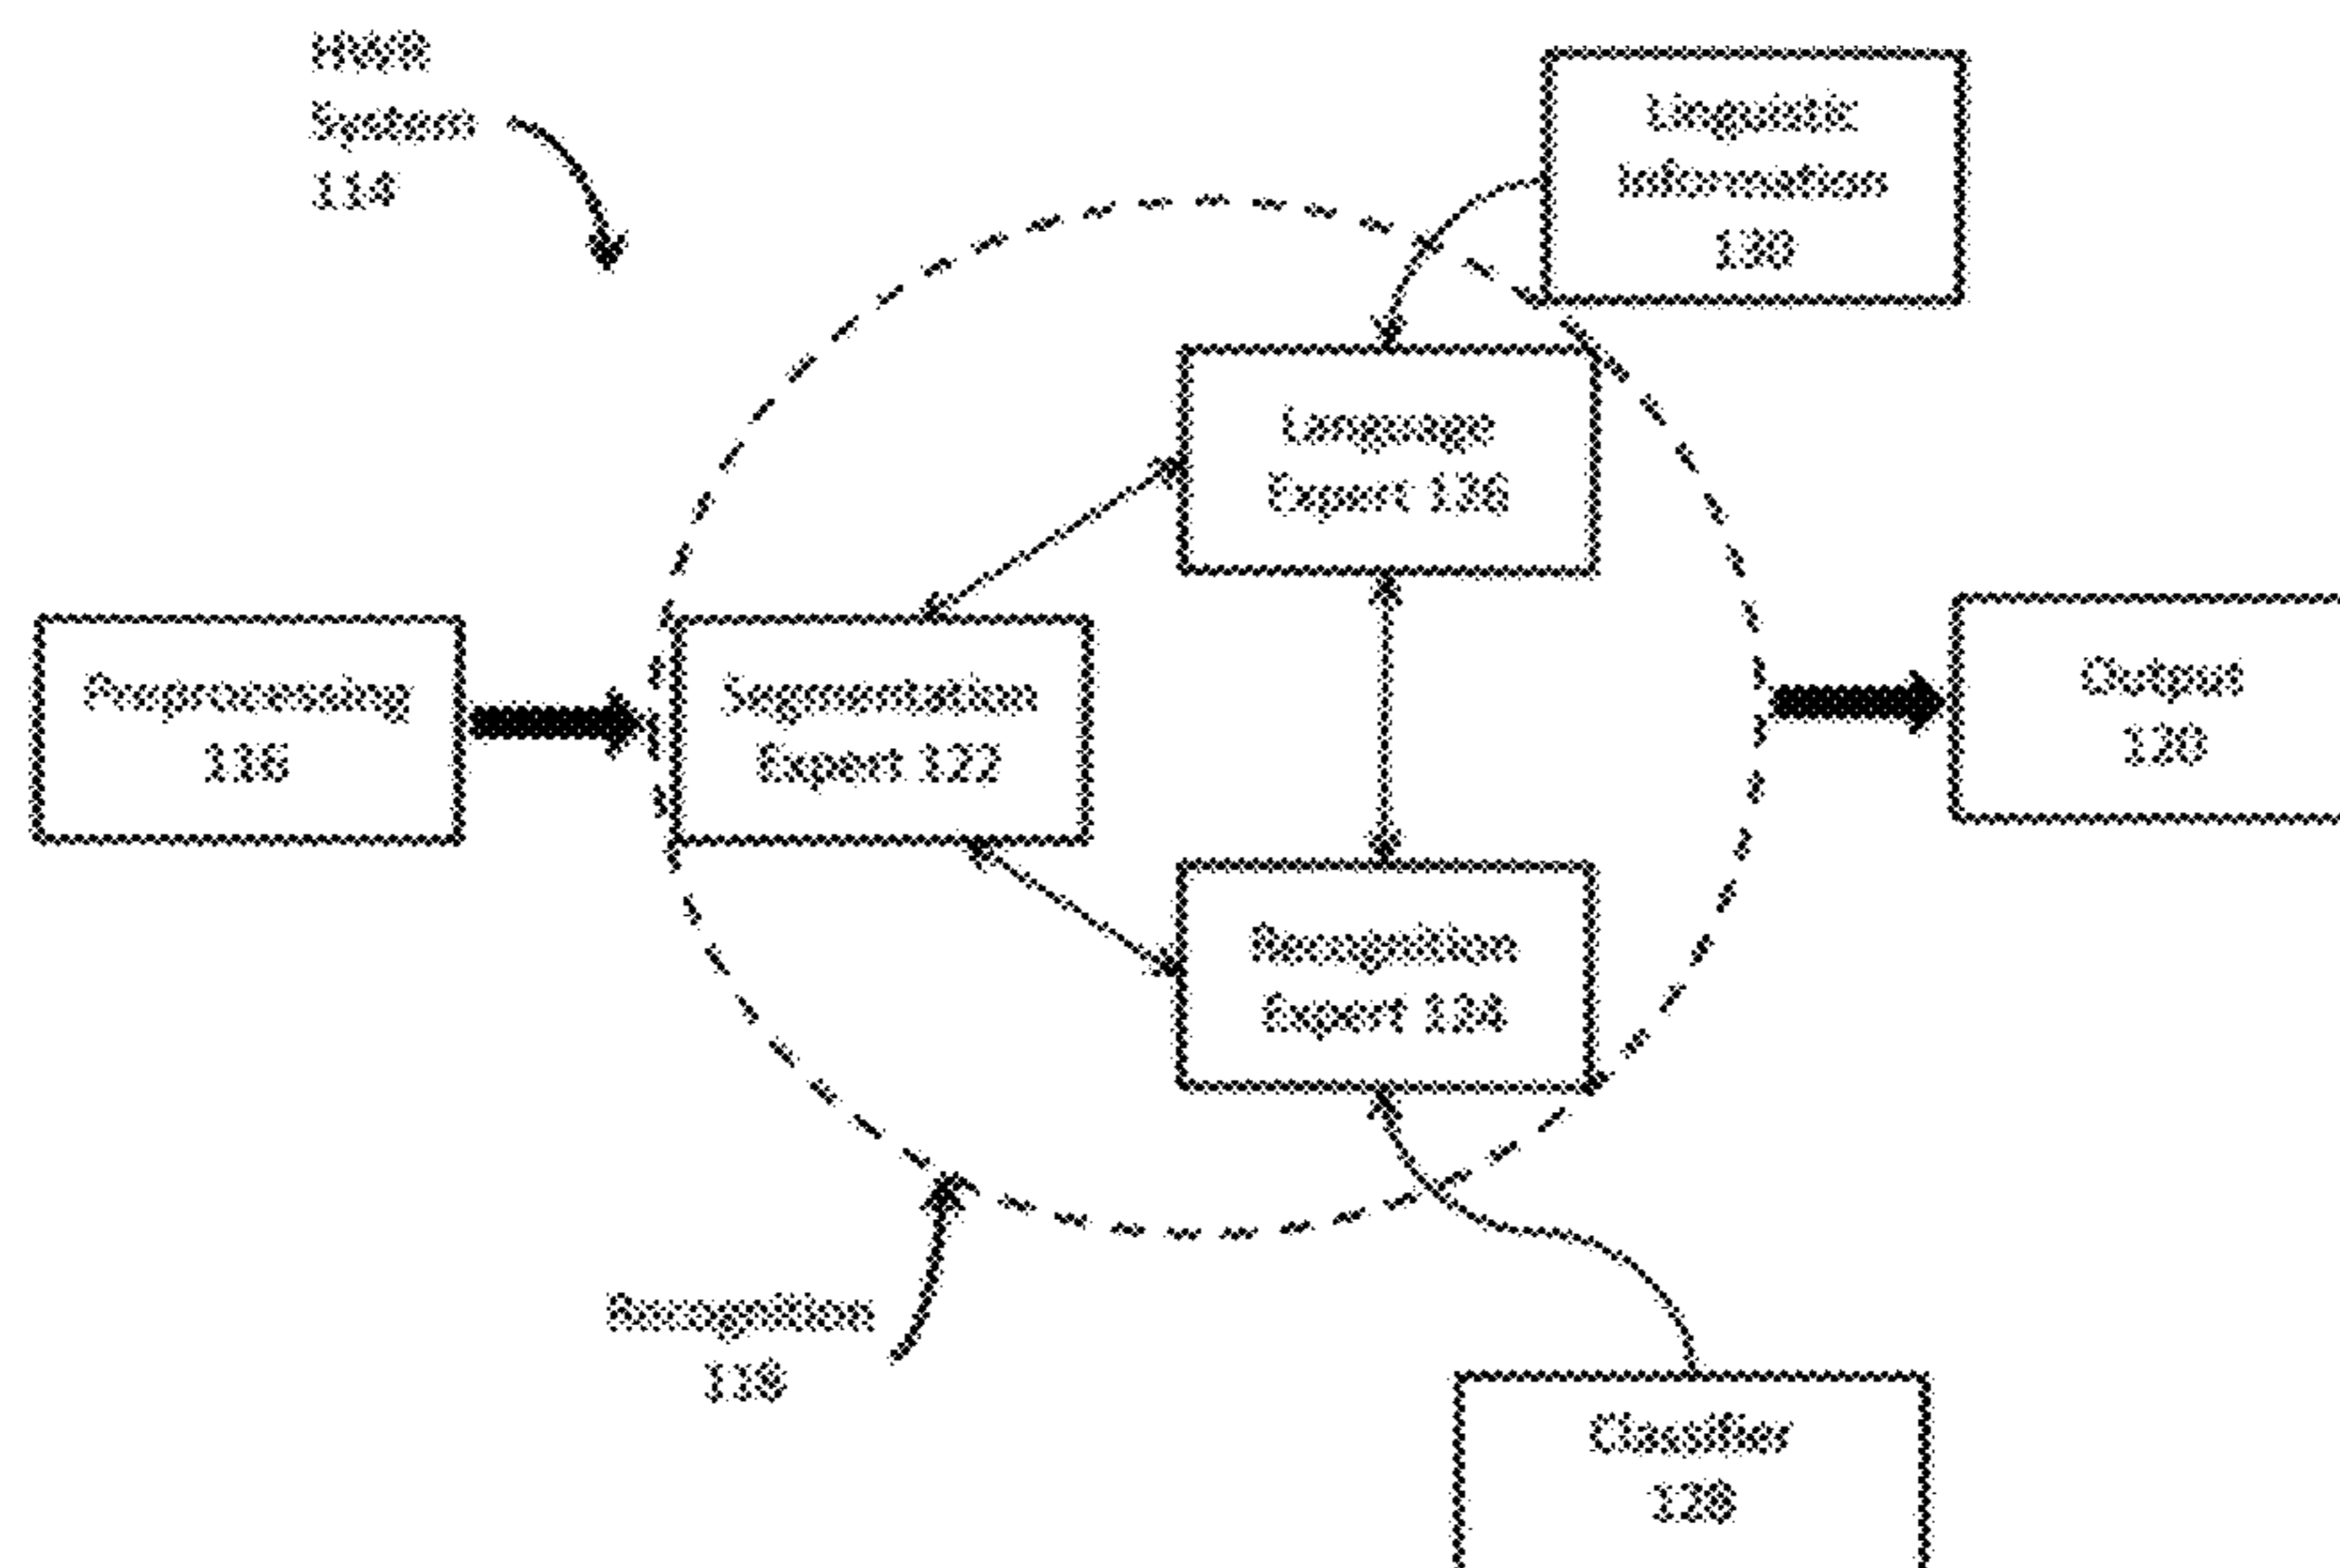 HWR
System
114
Linguistic
Information
130
Language
Expert 126
Preprocessing
116
Segmentation
Expert 122
Output
120
Recognition
Expert 124
Recognition
118
Classifier
128